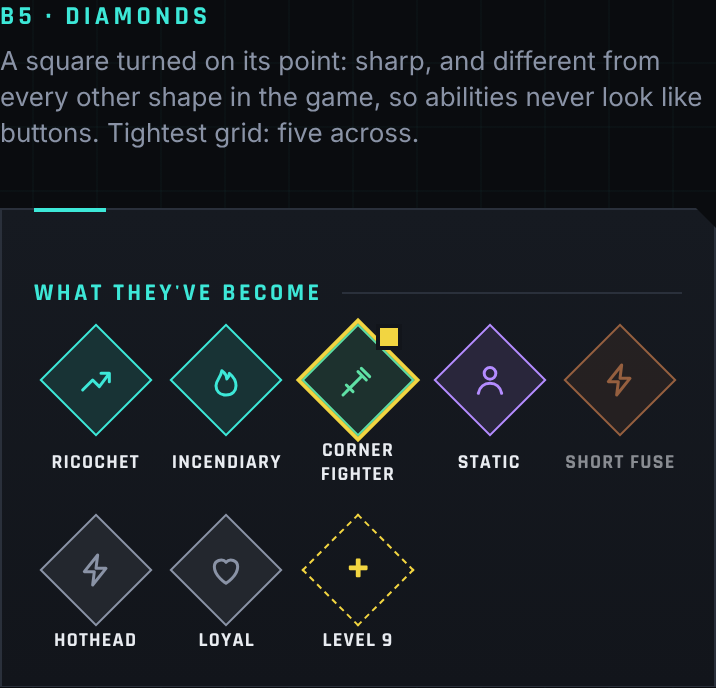 B5 · DIAMONDS
A square turned on its point: sharp, and different from
every other shape in the game, so abilities never look like
buttons. Tightest grid: five across.
WHAT THEY'VE BECOME
RICOCHET
INCENDIARY
CORNER
FIGHTER
STATIC
SHORT FUSE
HOTHEAD
LOYAL
LEVEL 9